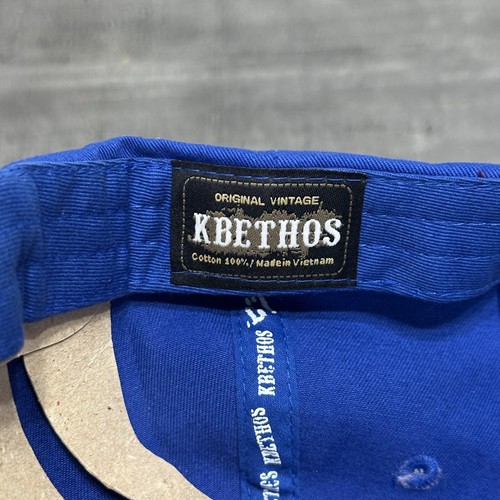 ORIGINAL VINTAGE
KBETHOS
Cotton 100% / Made in Vietnam
KBETHOS
KBETHOS